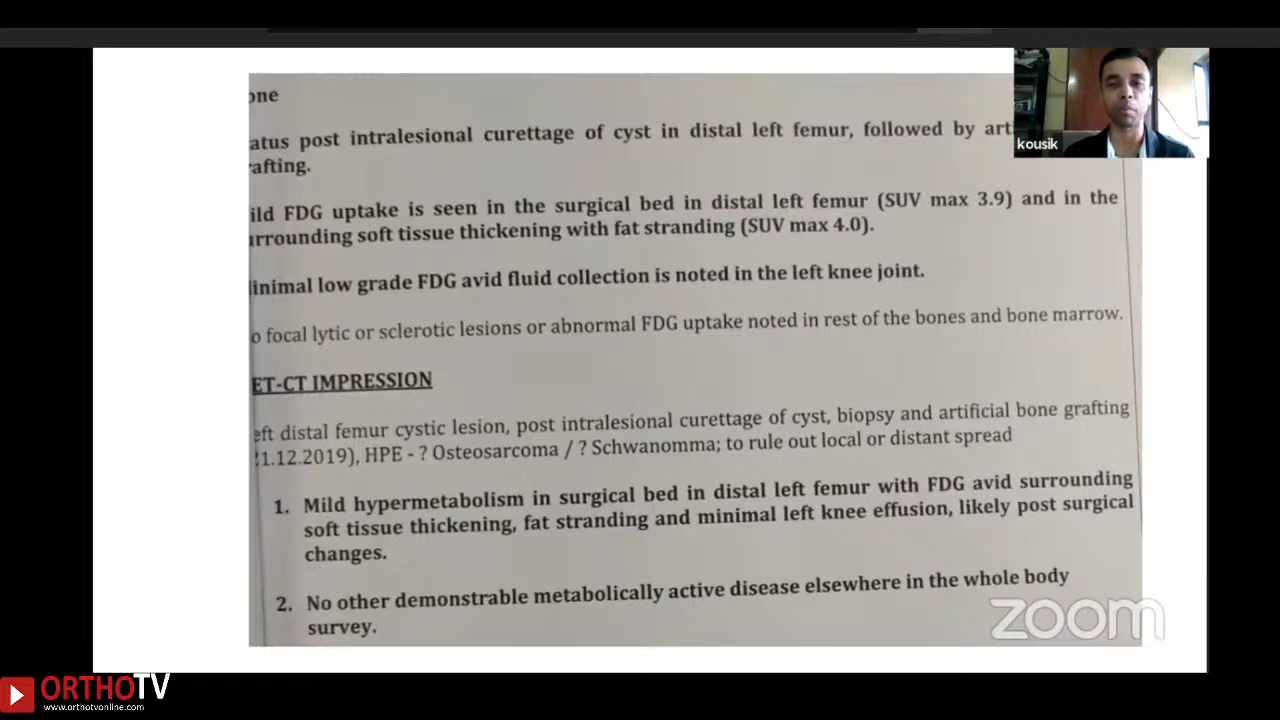 one
kousik
atus post intralesional curettage of cyst in distal left femur, followed by art
afting.
ild FDG uptake is seen in the surgical bed in distal left femur (SUV max 3.9) and in the
urrounding soft tissue thickening with fat stranding (SUV max 4.0).
inimal low grade FDG avid fluid collection is noted in the left knee joint.
o focal lytic or sclerotic lesions or abnormal FDG uptake noted in rest of the bones and bone marrow.
ET-CT IMPRESSION
eft distal femur cystic lesion, post intralesional curettage of cyst, biopsy and artificial bone grafting
21.12.2019), HPE - ? Osteosarcoma / ? Schwanomma; to rule out local or distant spread
1. Mild hypermetabolism in surgical bed in distal left femur with FDG avid surrounding
soft tissue thickening, fat stranding and minimal left knee effusion, likely post surgical
changes.
2. No other demonstrable metabolically active disease elsewhere in the whole body
survey.
zoom
ORTHOTV
www.orthotvonline.com